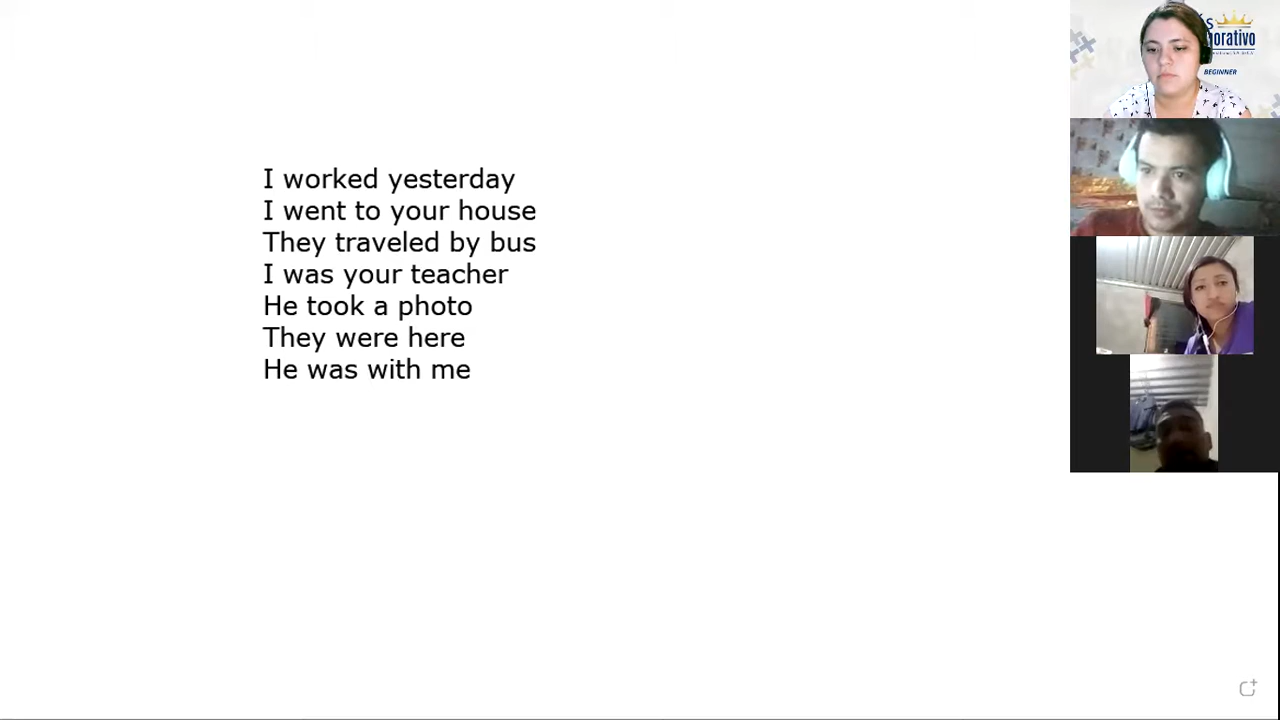 I worked yesterday
I went to your house
They traveled by bus
I was your teacher
He took a photo
They were here
He was with me
BEGINNER